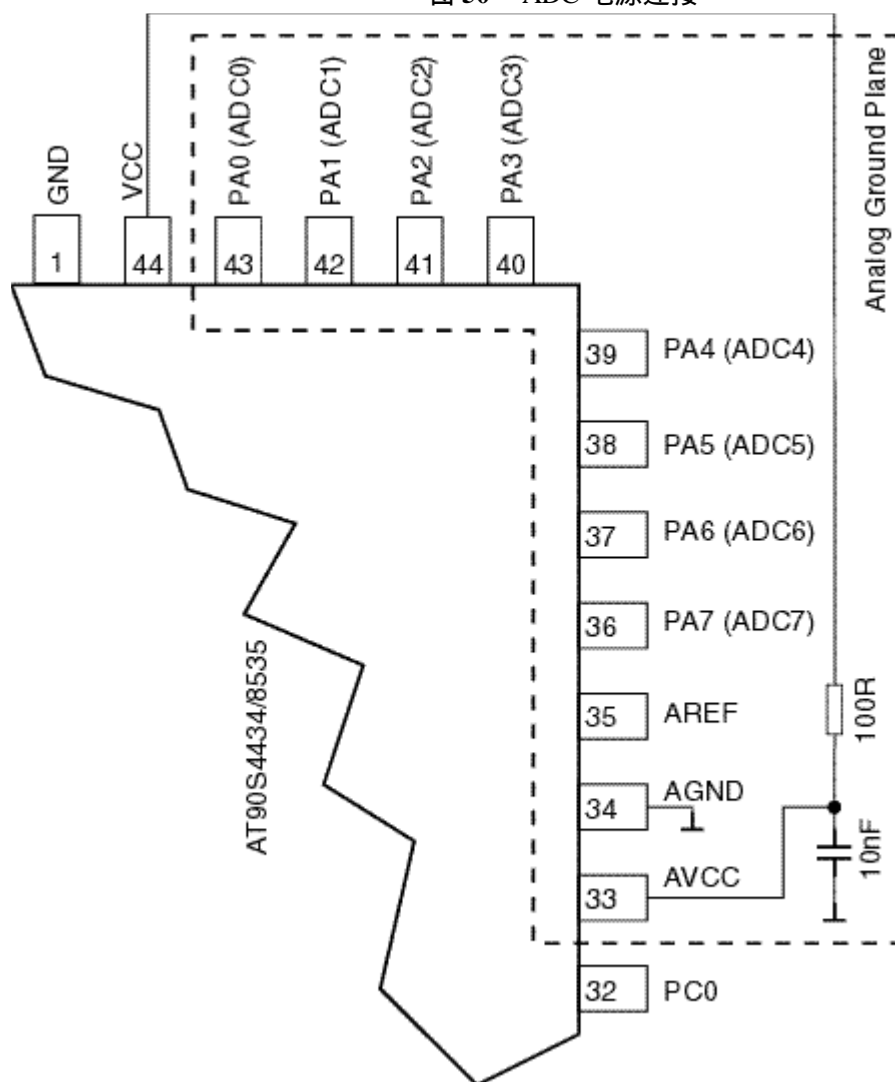 图 50 ADC 电源连接
GND
VCC
PA0 (ADC0)
PA1 (ADC1)
PA2 (ADC2)
PA3 (ADC3)
Analog Ground Plane
1
44
43
42
41
40
39 PA4 (ADC4)
38 PA5 (ADC5)
37 PA6 (ADC6)
36 PA7 (ADC7)
35 AREF
34 AGND
33 AVCC
32 PC0
100R
10nF
AT90S4434/8535